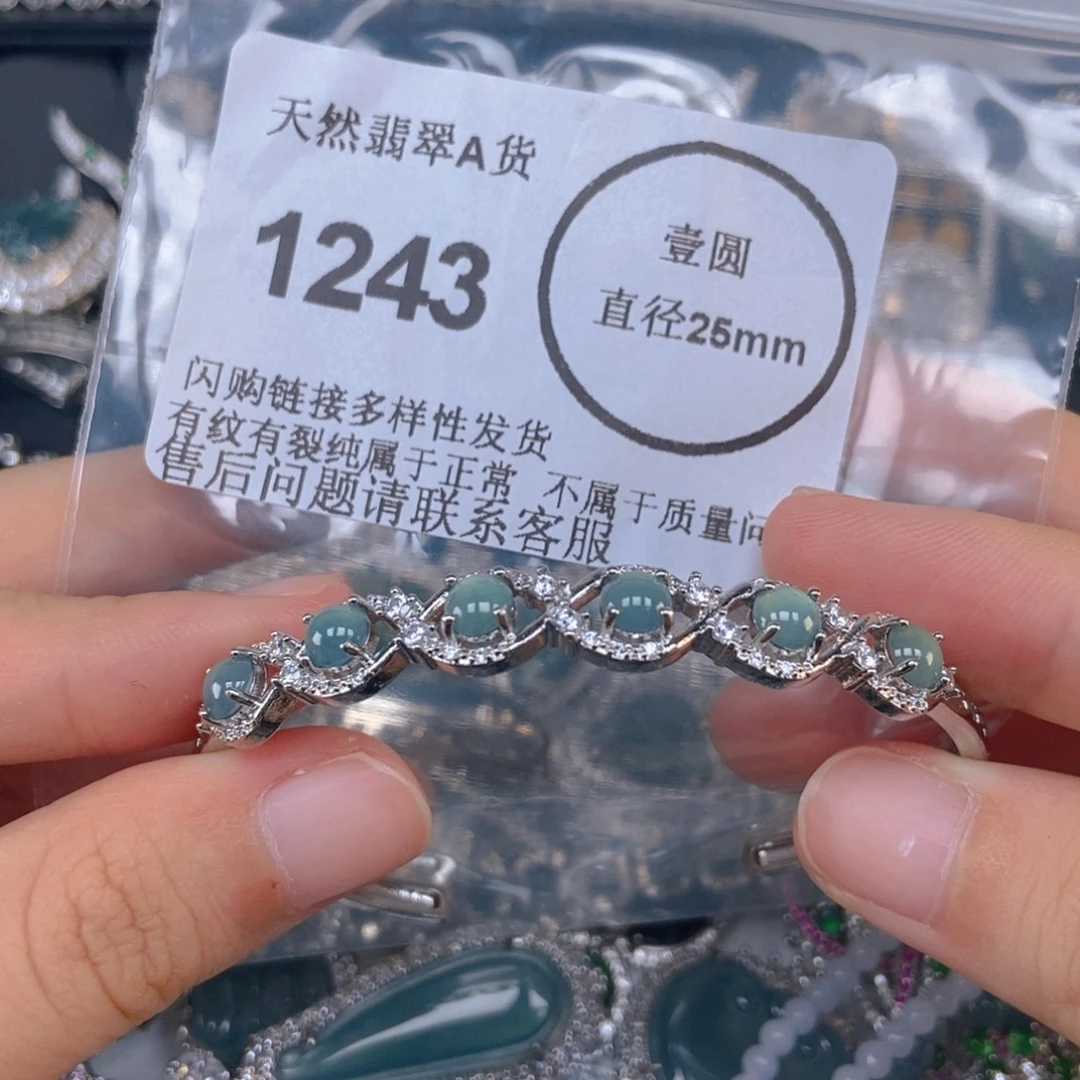 天然翡翠A货
1243
壹圆
直径25mm
闪购链接多样性发货
有纹有裂纯属于正常 不属于质量问
售后问题请联系客服